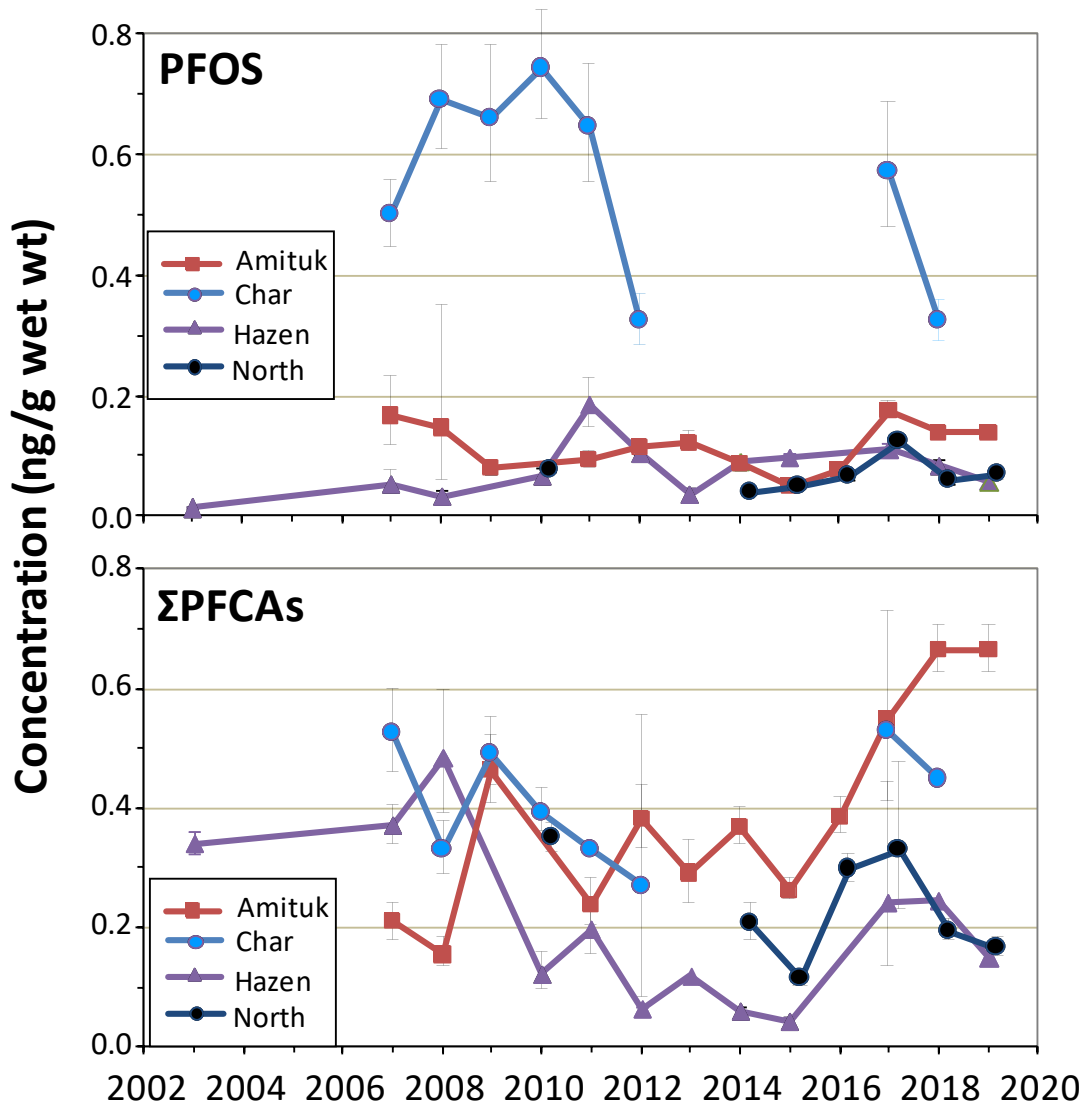 Concentration (ng/g wet wt)
0.8
PFOS
0.6
0.4
0.2
0.0
Amituk
Char
Hazen
North
0.8
ΣPFCAs
0.6
0.4
0.2
0.0
Amituk
Char
Hazen
North
2002 2004 2006 2008 2010 2012 2014 2016 2018 2020